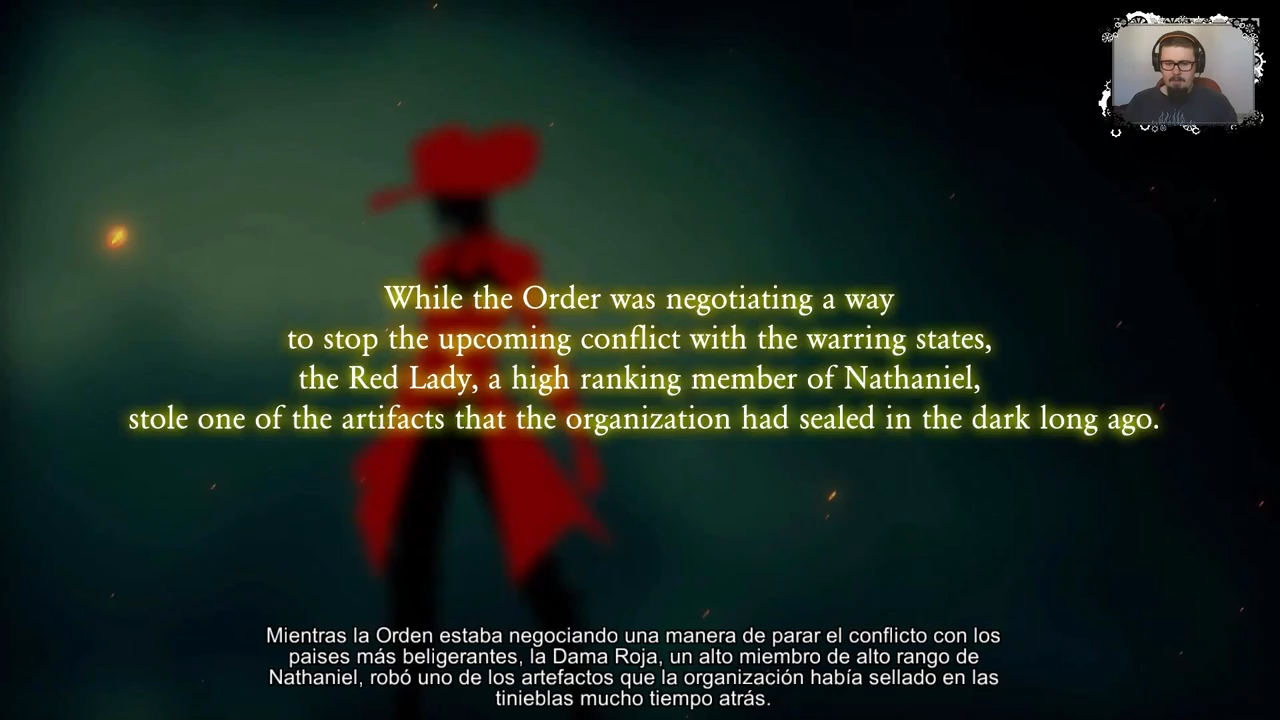 While the Order was negotiating a way
to stop the upcoming conflict with the warring states,
the Red Lady, a high ranking member of Nathaniel,
stole one of the artifacts that the organization had sealed in the dark long ago.
Mientras la Orden estaba negociando una manera de parar el conflicto con los
paises más beligerantes, la Dama Roja, un alto miembro de alto rango de
Nathaniel, robó uno de los artefactos que la organización había sellado en las
tinieblas mucho tiempo atrás.